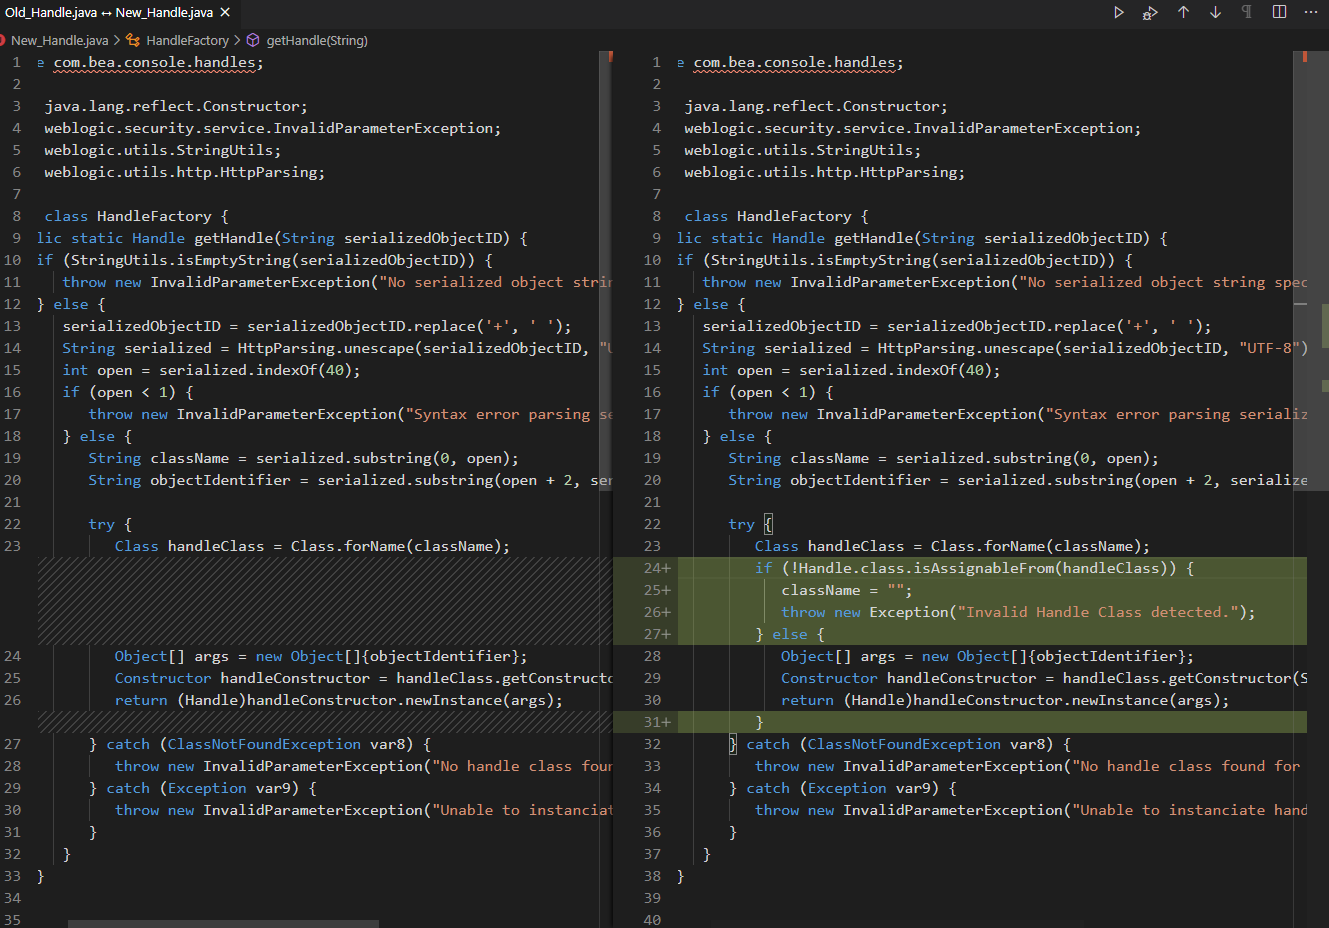 Old_Handle.java ↔ New_Handle.java ×
New_Handle.java > HandleFactory > getHandle(String)
1 e com.bea.console.handles;
2
3 java.lang.reflect.Constructor;
4 weblogic.security.service.InvalidParameterException;
5 weblogic.utils.StringUtils;
6 weblogic.utils.http.HttpParsing;
7
8 class HandleFactory {
9 lic static Handle getHandle(String serializedObjectID) {
10 if (StringUtils.isEmptyString(serializedObjectID)) {
11 throw new InvalidParameterException("No serialized object strin
12 } else {
13 serializedObjectID = serializedObjectID.replace('+', ' ');
14 String serialized = HttpParsing.unescape(serializedObjectID, "U
15 int open = serialized.indexOf(40);
16 if (open < 1) {
17 throw new InvalidParameterException("Syntax error parsing se
18 } else {
19 String className = serialized.substring(0, open);
20 String objectIdentifier = serialized.substring(open + 2, ser
21
22 try {
23 Class handleClass = Class.forName(className);
24 Object[] args = new Object[]{objectIdentifier};
25 Constructor handleConstructor = handleClass.getConstructo
26 return (Handle)handleConstructor.newInstance(args);
27 } catch (ClassNotFoundException var8) {
28 throw new InvalidParameterException("No handle class foun
29 } catch (Exception var9) {
30 throw new InvalidParameterException("Unable to instanciat
31 }
32 }
33 }
34
35
1 e com.bea.console.handles;
2
3 java.lang.reflect.Constructor;
4 weblogic.security.service.InvalidParameterException;
5 weblogic.utils.StringUtils;
6 weblogic.utils.http.HttpParsing;
7
8 class HandleFactory {
9 lic static Handle getHandle(String serializedObjectID) {
10 if (StringUtils.isEmptyString(serializedObjectID)) {
11 throw new InvalidParameterException("No serialized object string spec
12 } else {
13 serializedObjectID = serializedObjectID.replace('+', ' ');
14 String serialized = HttpParsing.unescape(serializedObjectID, "UTF-8")
15 int open = serialized.indexOf(40);
16 if (open < 1) {
17 throw new InvalidParameterException("Syntax error parsing serializ
18 } else {
19 String className = serialized.substring(0, open);
20 String objectIdentifier = serialized.substring(open + 2, serialize
21
22 try {
23 Class handleClass = Class.forName(className);
24+ if (!Handle.class.isAssignableFrom(handleClass)) {
25+ className = "";
26+ throw new Exception("Invalid Handle Class detected.");
27+ } else {
28 Object[] args = new Object[]{objectIdentifier};
29 Constructor handleConstructor = handleClass.getConstructor(S
30 return (Handle)handleConstructor.newInstance(args);
31+ }
32 } catch (ClassNotFoundException var8) {
33 throw new InvalidParameterException("No handle class found for
34 } catch (Exception var9) {
35 throw new InvalidParameterException("Unable to instanciate hand
36 }
37 }
38 }
39
40